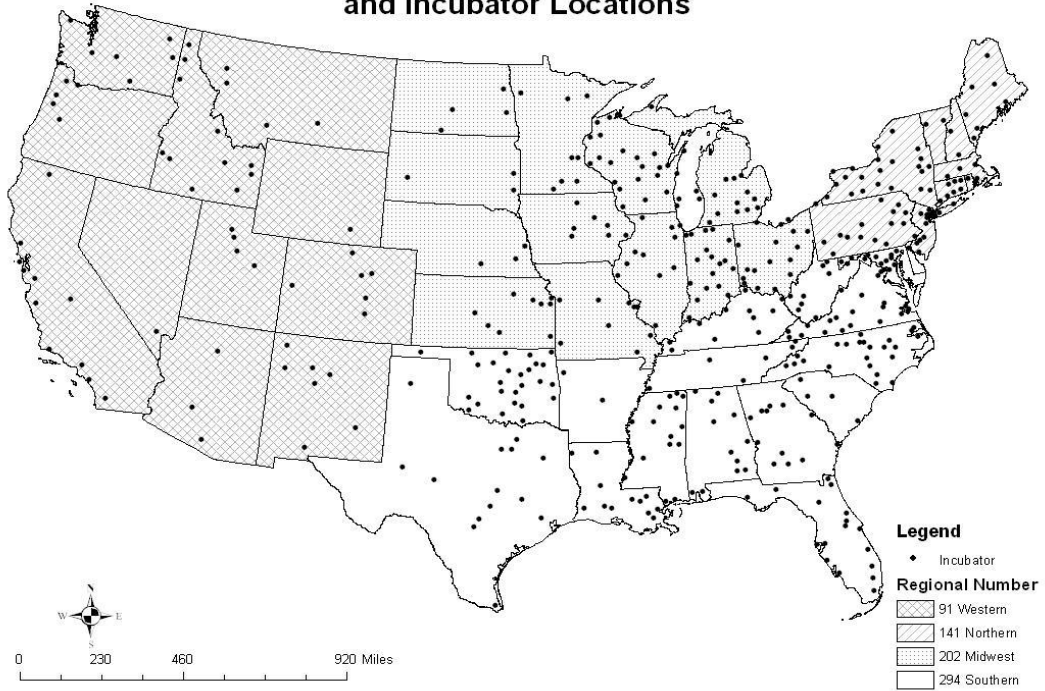 and Incubator Locations
N
W E
S
0 230 460 920 Miles
Legend
Incubator
Regional Number
91 Western
141 Northern
202 Midwest
294 Southern